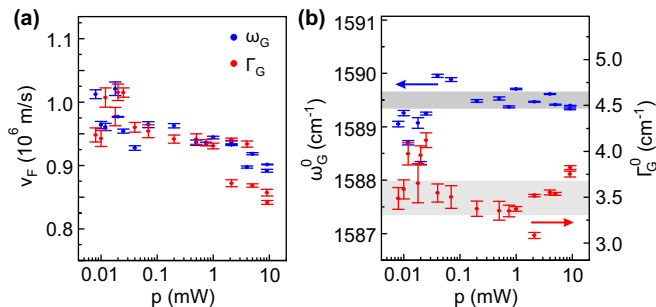 (a)
ω_G
Γ_G
1.1
1.0
0.9
0.8
v_F (10^6 m/s)
0.01
0.1
1
10
p (mW)
(b)
1591
1590
1589
1588
1587
ω_G^0 (cm^-1)
4.5
4.0
3.5
3.0
Γ_G^0 (cm^-1)
0.01
0.1
1
10
p (mW)